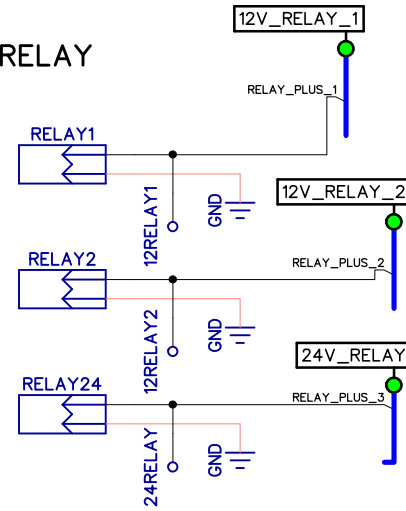 12V_RELAY_1
RELAY
RELAY_PLUS_1
RELAY1
12RELAY1
GND
12V_RELAY_2
RELAY2
RELAY_PLUS_2
12RELAY2
GND
24V_RELAY
RELAY24
RELAY_PLUS_3
24RELAY
GND